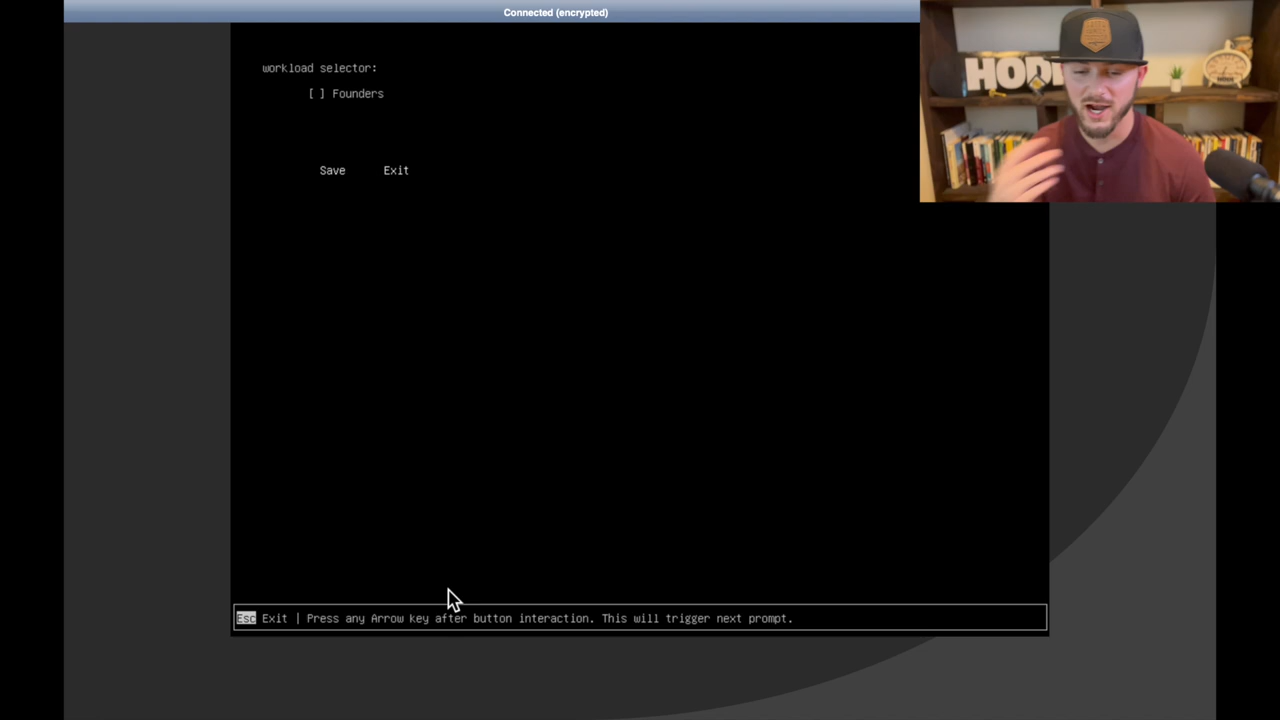 Connected (encrypted)
workload selector:
[ ] Founders
Save Exit
Esc Exit | Press any Arrow key after button interaction. This will trigger next prompt.